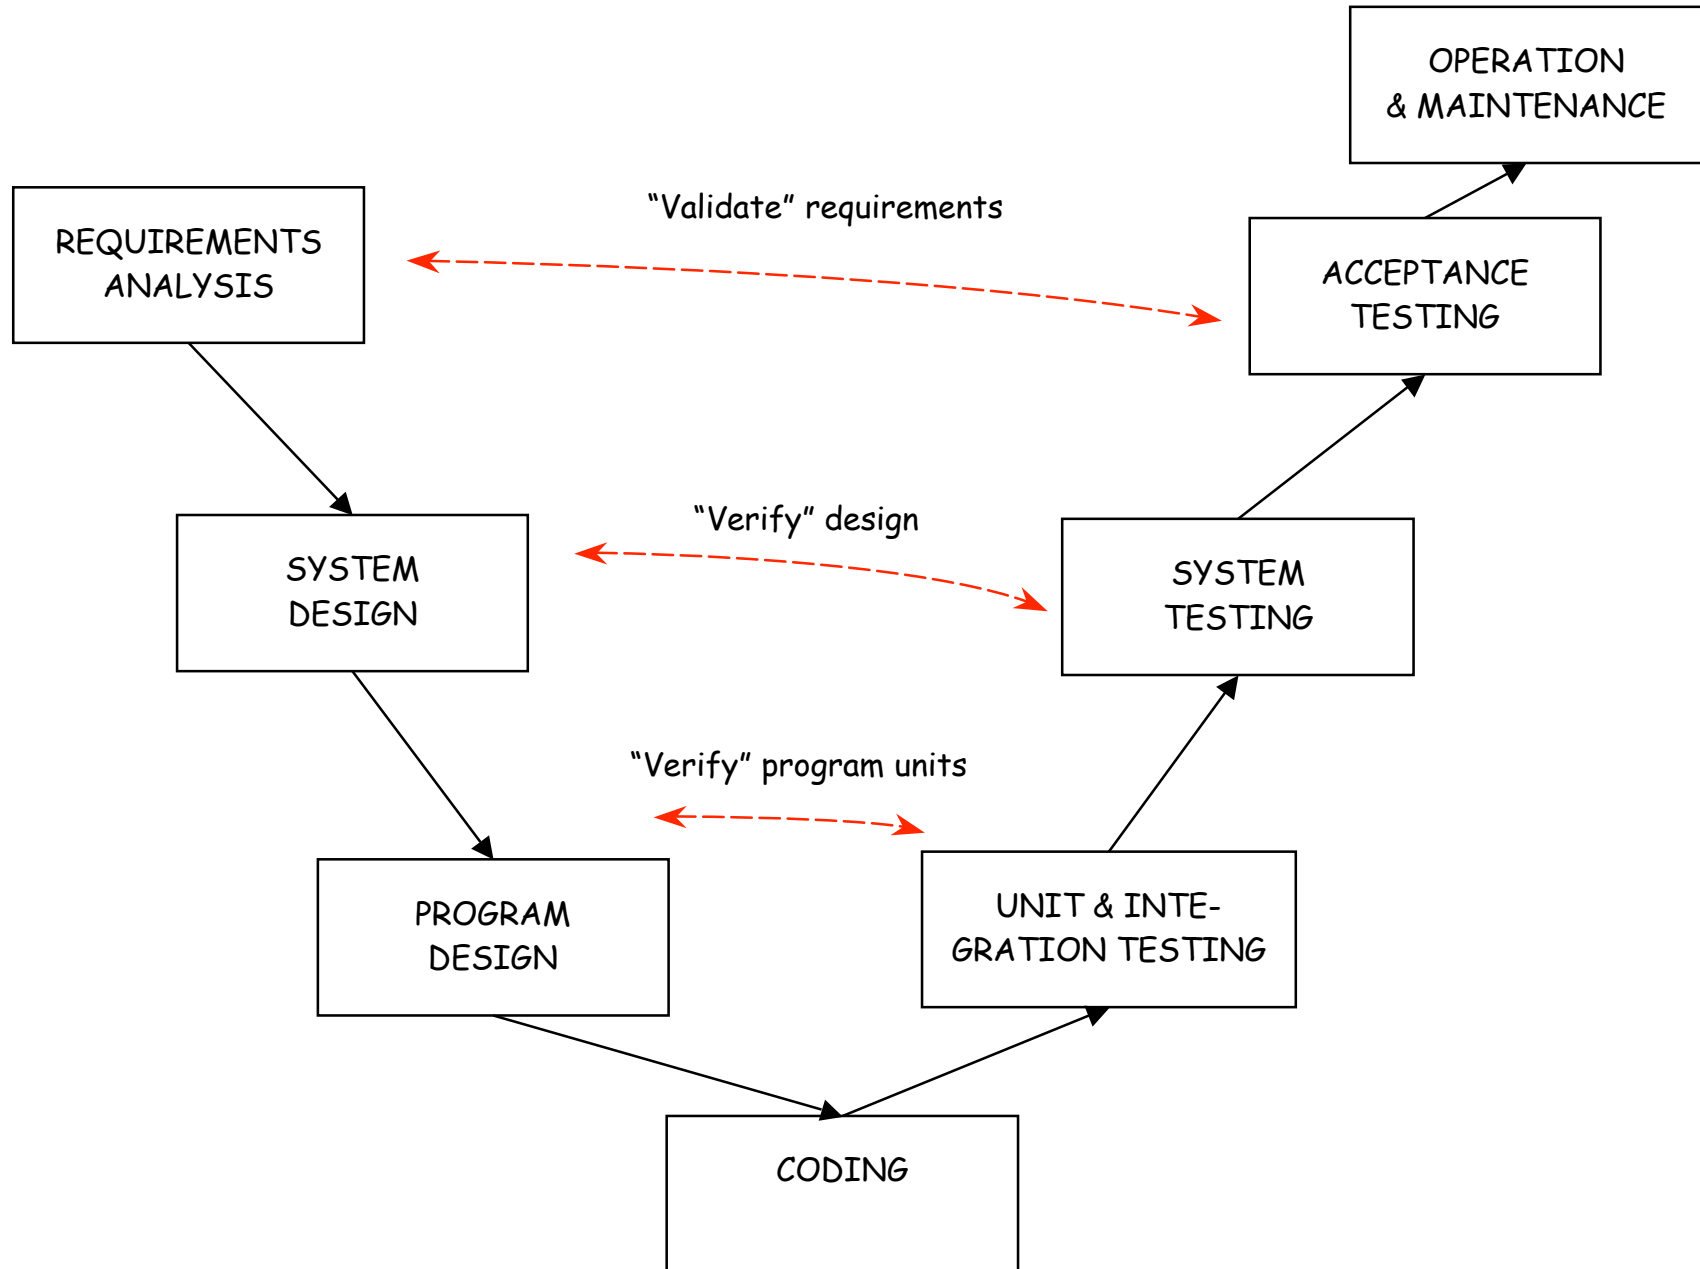 OPERATION
& MAINTENANCE
“Validate” requirements
REQUIREMENTS
ANALYSIS
ACCEPTANCE
TESTING
“Verify” design
SYSTEM
DESIGN
SYSTEM
TESTING
“Verify” program units
PROGRAM
DESIGN
UNIT & INTE-
GRATION TESTING
CODING